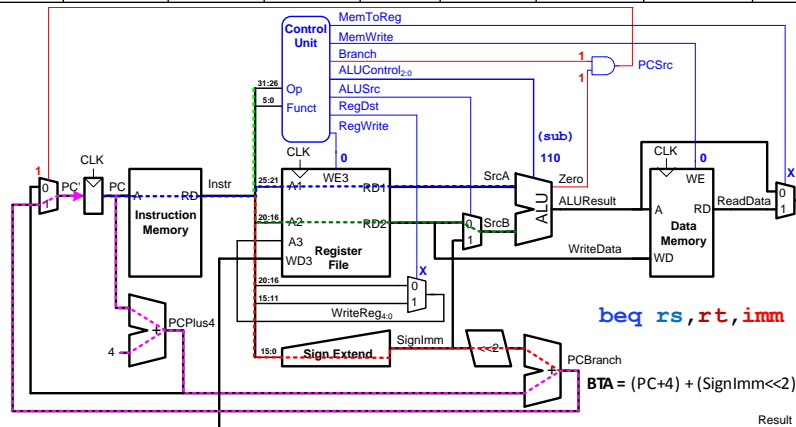 MemToReg
Control
Unit
MemWrite
Branch
1
PCSrc
ALUControl2:0
1
31:26
Op
ALUSrc
5:0
Funct
RegDst
RegWrite
(sub)
0
110
0
X
1
CLK
CLK
CLK
WE3
SrcA
Zero
WE
0
1
PC'
PC
A
RD
Instr
25:21
A1
RD1
ALU
ALUResult
A
RD
ReadData
0
1
Instruction
Memory
20:16
A2
RD2
0
1
SrcB
Data
Memory
A3
Register
File
WD3
WriteData
WD
20:16
X
0
1
15:11
WriteReg4:0
PCPlus4
+
4
beq rs,rt,imm
SignImm
15:0
Sign Extend
<<2
PCBranch
+
BTA = (PC+4) + (SignImm<<2)
Result